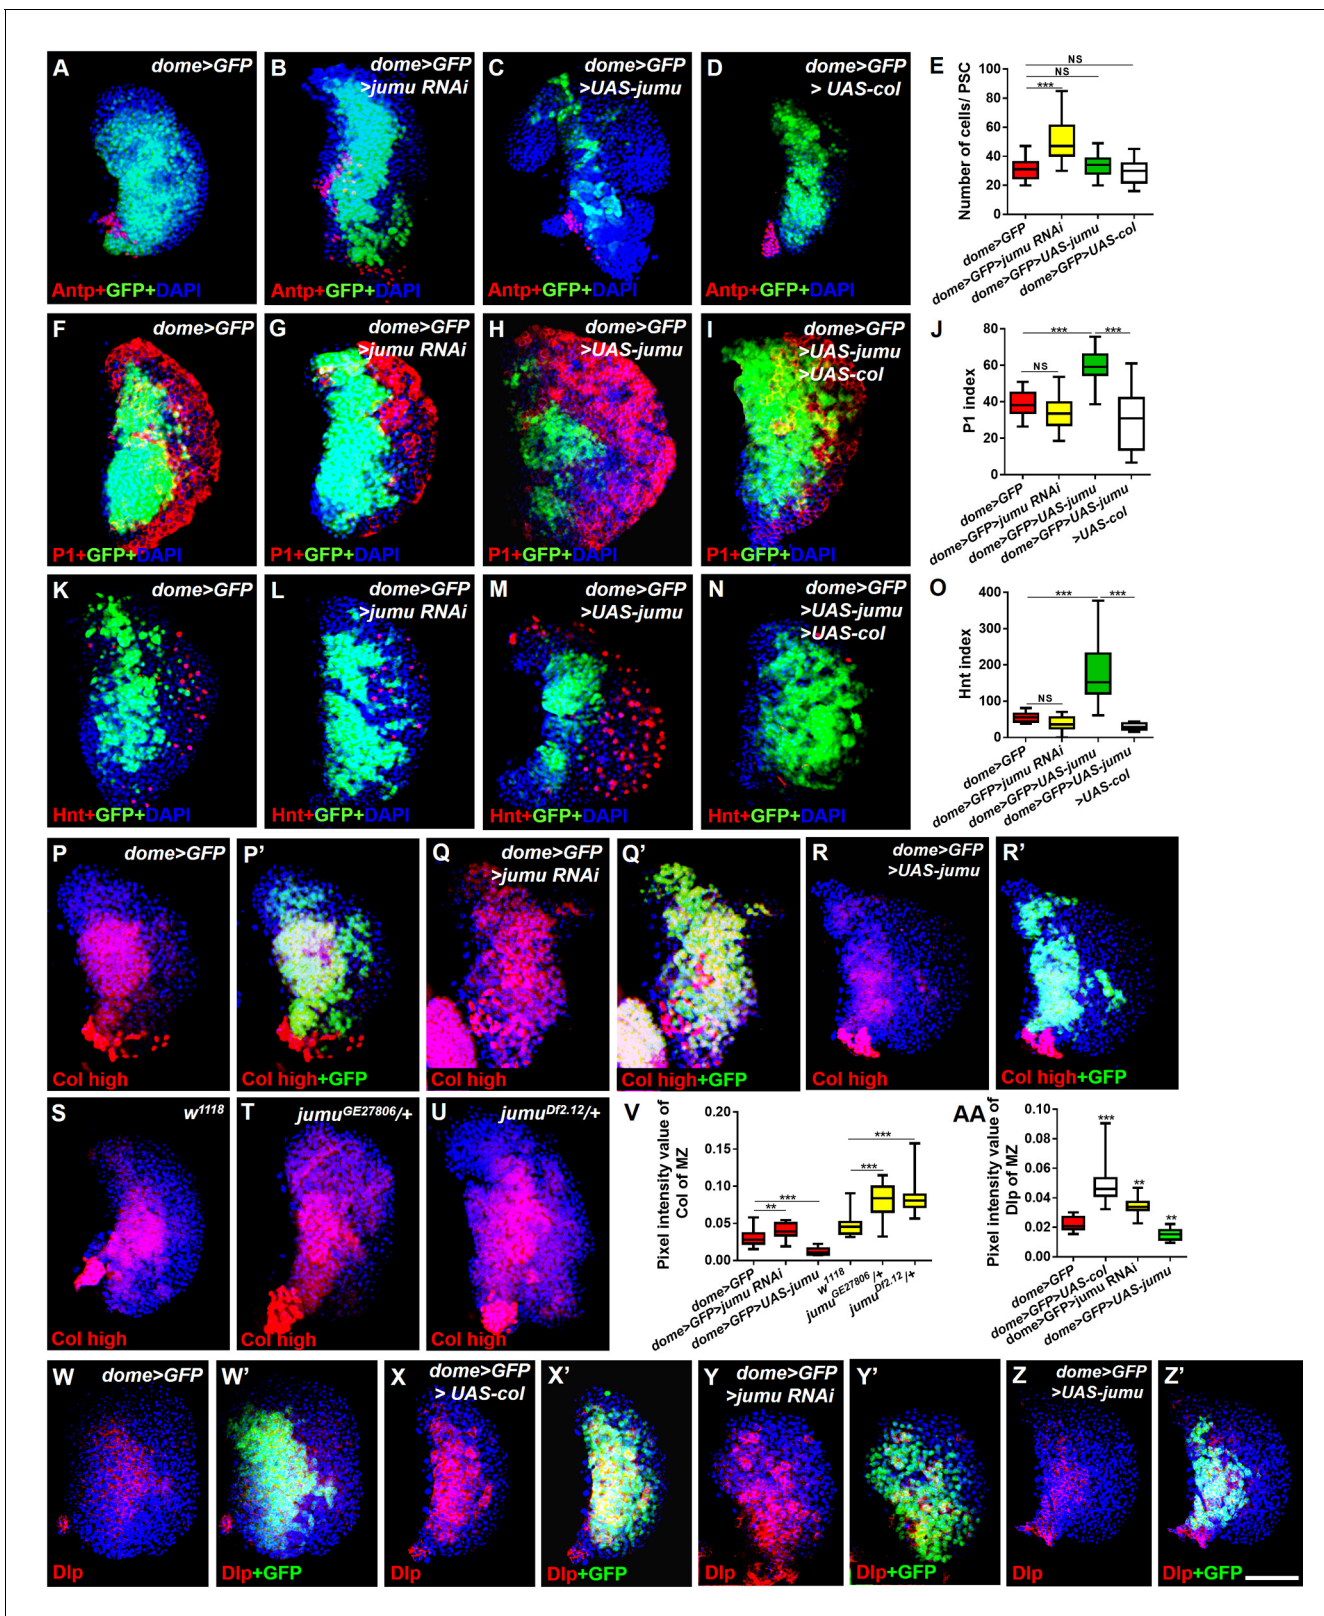 A dome>GFP
Antp+GFP+DAPI
B dome>GFP
>jumu RNAi
Antp+GFP+DAPI
C dome>GFP
>UAS-jumu
Antp+GFP+DAPI
D dome>GFP
> UAS-col
Antp+GFP+DAPI
E
NS
NS
***
Number of cells/ PSC
100
80
60
40
20
0
dome>GFP
dome>GFP>jumu RNAi
dome>GFP>UAS-jumu
dome>GFP>UAS-col
F dome>GFP
P1+GFP+DAPI
G dome>GFP
>jumu RNAi
P1+GFP+DAPI
H dome>GFP
>UAS-jumu
P1+GFP+DAPI
I dome>GFP
>UAS-jumu
>UAS-col
P1+GFP+DAPI
J
*** ***
NS
P1 index
80
60
40
20
0
dome>GFP
dome>GFP>jumu RNAi
dome>GFP>UAS-jumu
dome>GFP>UAS-jumu
>UAS-col
K dome>GFP
Hnt+GFP+DAPI
L dome>GFP
>jumu RNAi
Hnt+GFP+DAPI
M dome>GFP
>UAS-jumu
Hnt+GFP+DAPI
N dome>GFP
>UAS-jumu
>UAS-col
Hnt+GFP+DAPI
O
*** ***
NS
Hnt index
400
300
200
100
0
dome>GFP
dome>GFP>jumu RNAi
dome>GFP>UAS-jumu
dome>GFP>UAS-jumu
>UAS-col
P dome>GFP
Col high
P'
Col high+GFP
Q dome>GFP
>jumu RNAi
Col high
Q'
Col high+GFP
R dome>GFP
>UAS-jumu
Col high
R'
Col high+GFP
S w1118
Col high
T jumuGE27806/+
Col high
U jumuDf2.12/+
Col high
V
Pixel intensity value of
Col of MZ
0.20
0.15
0.10
0.05
0.00
***
**
***
***
dome>GFP
dome>GFP>jumu RNAi
dome>GFP>UAS-jumu
w1118
jumuGE27806/+
jumuDf2.12/+
AA
Pixel intensity value of
Dlp of MZ
0.10
0.08
0.06
0.04
0.02
0.00
***
**
**
dome>GFP
dome>GFP>UAS-col
dome>GFP>jumu RNAi
dome>GFP>UAS-jumu
W dome>GFP
Dlp
W'
Dlp+GFP
X dome>GFP
> UAS-col
Dlp
X'
Dlp+GFP
Y dome>GFP
>jumu RNAi
Dlp
Y'
Dlp+GFP
Z dome>GFP
>UAS-jumu
Dlp
Z'
Dlp+GFP